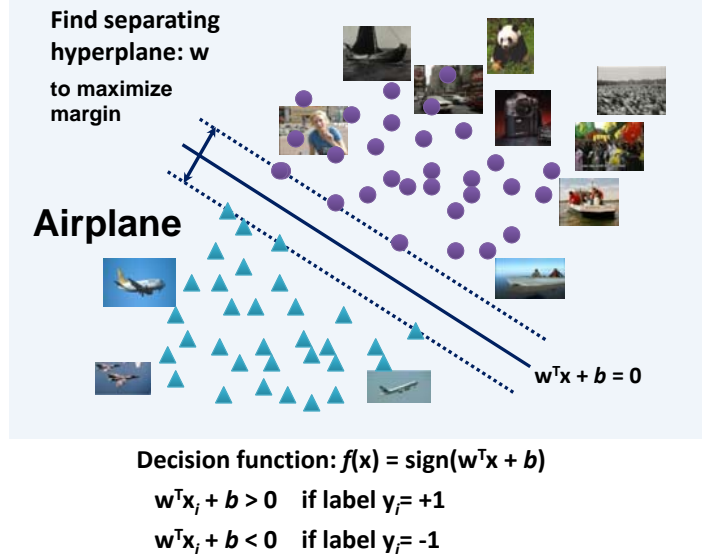 Find separating
hyperplane: w
to maximize
margin
Airplane
wᵀx + b = 0
Decision function: f(x) = sign(wᵀx + b)
wᵀxᵢ + b > 0 if label yᵢ= +1
wᵀxᵢ + b < 0 if label yᵢ= -1